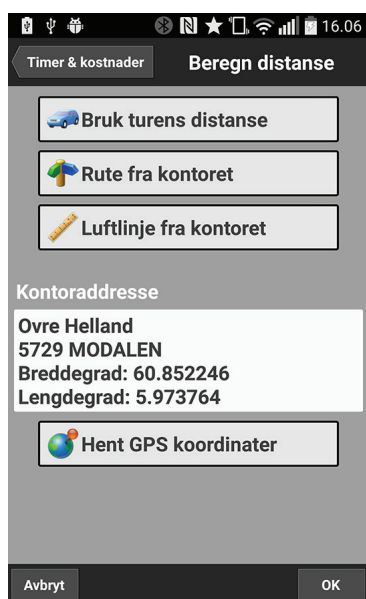 16.06
Timer & kostnader
Beregn distanse
Bruk turens distanse
Rute fra kontoret
Luftlinje fra kontoret
Kontoraddresse
Ovre Helland
5729 MODALEN
Breddegrad: 60.852246
Lengdegrad: 5.973764
Hent GPS koordinater
Avbryt
OK